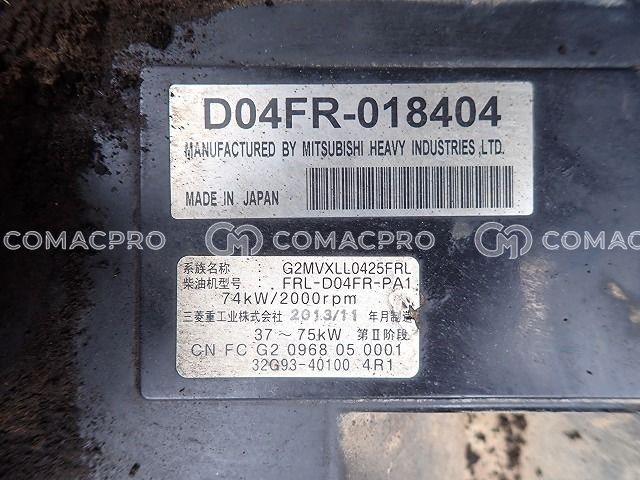 D04FR-018404
MANUFACTURED BY MITSUBISHI HEAVY INDUSTRIES ,LTD.
MADE IN JAPAN
COMACPRO COMACPRO COMACPRO
系族名称 : G2MVXLL0425FRL
柴油机型号: FRL-D04FR-PA1
74kW/2000rpm
三菱重工业株式会社 2013/11 年月制造
37～75kW 第Ⅱ阶段
CN FC G2 0968 05 0001
32G93-40100 4R1